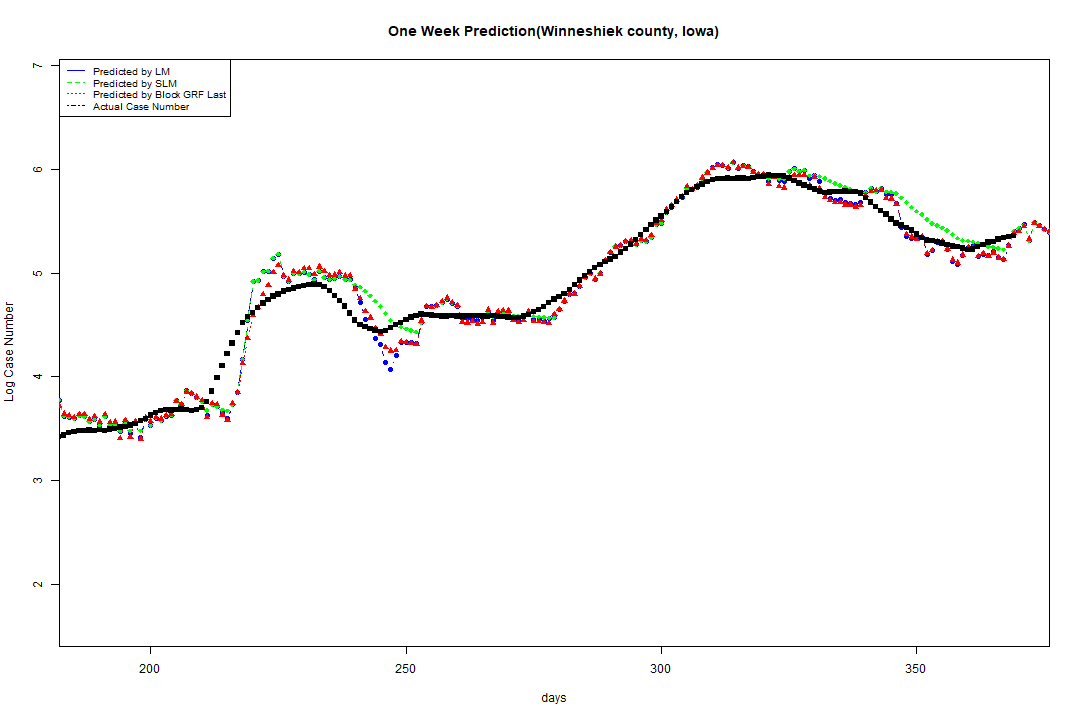 One Week Prediction(Winneshiek county, Iowa)
Predicted by LM
Predicted by SLM
Predicted by Block GRF Last
Actual Case Number
7
6
5
4
3
2
Log Case Number
200
250
300
350
days